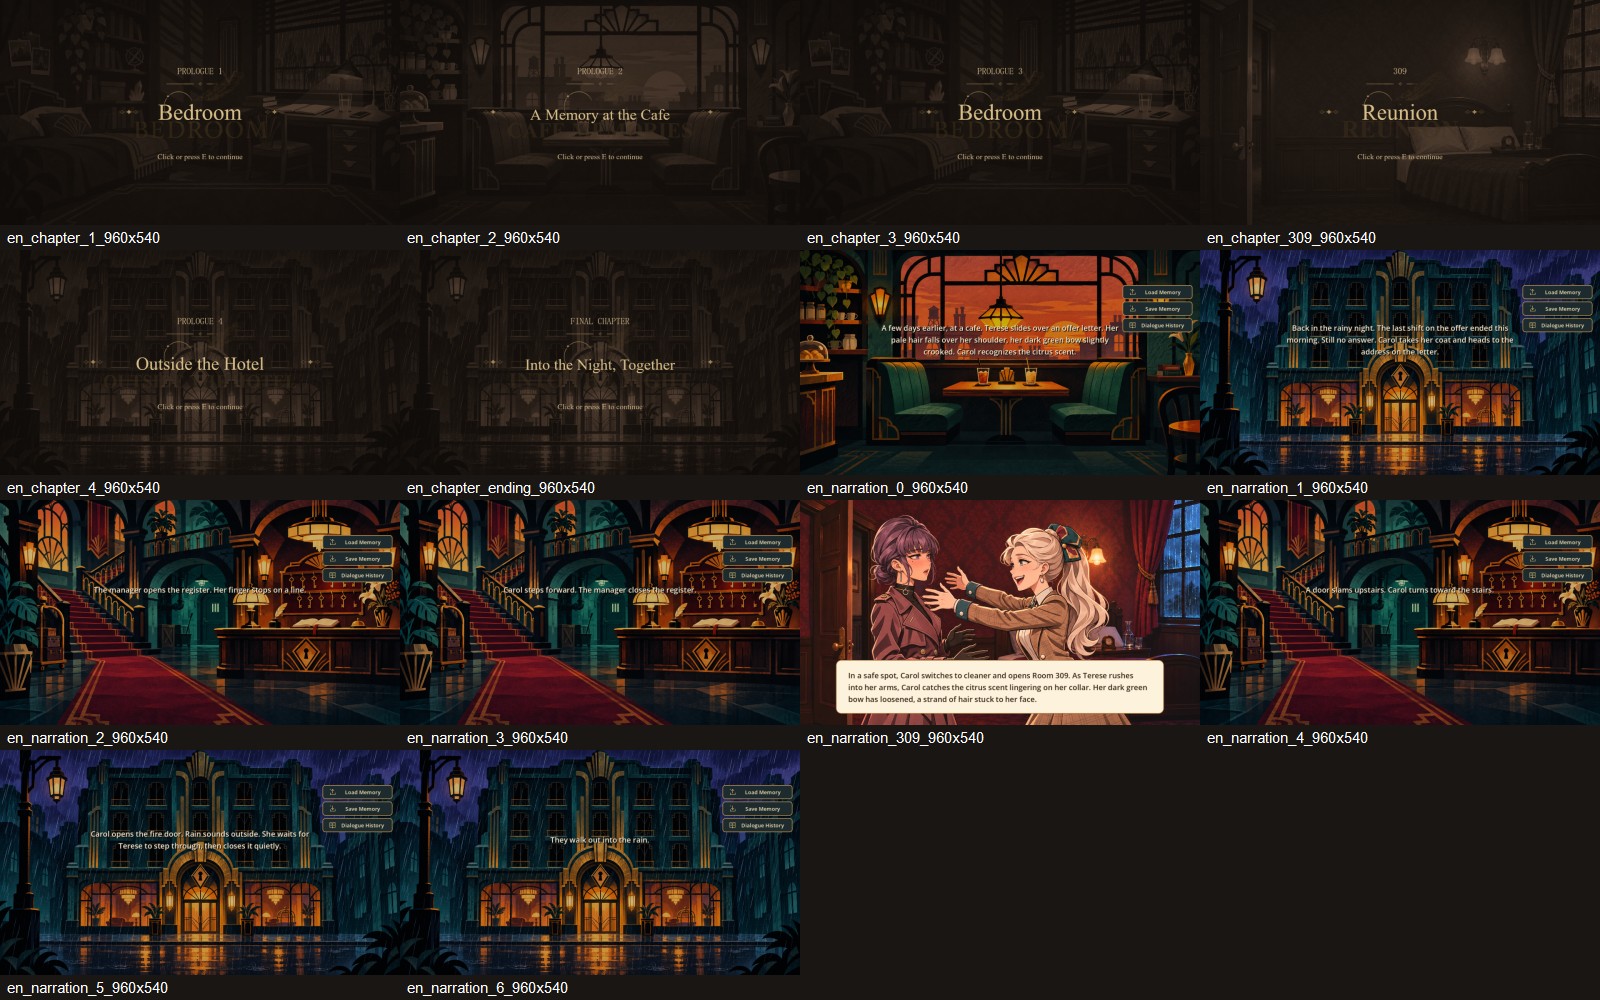 PROLOGUE 1
Bedroom
BEDROOM
Click or press E to continue
en_chapter_1_960x540
PROLOGUE 2
A Memory at the Cafe
Click or press E to continue
en_chapter_2_960x540
PROLOGUE 3
Bedroom
BEDROOM
Click or press E to continue
en_chapter_3_960x540
309
Reunion
Click or press E to continue
en_chapter_309_960x540
PROLOGUE 4
Outside the Hotel
Click or press E to continue
en_chapter_4_960x540
FINAL CHAPTER
Into the Night, Together
Click or press E to continue
en_chapter_ending_960x540
Load Memory
Save Memory
Dialogue History
A few days earlier, at a cafe. Terese slides over an offer letter. Her
pale hair falls over her shoulder, her dark green bow slightly
crooked. Carol recognizes the citrus scent.
en_narration_0_960x540
Load Memory
Save Memory
Dialogue History
Back in the rainy night. The last shift on the offer ended this
morning. Still no answer. Carol takes her coat and heads to the
address on the letter.
en_narration_1_960x540
Load Memory
Save Memory
Dialogue History
The manager opens the register. Her finger stops on a line.
en_narration_2_960x540
Load Memory
Save Memory
Dialogue History
Carol steps forward. The manager closes the register.
en_narration_3_960x540
In a safe spot, Carol switches to cleaner and opens Room 309. As Terese rushes
into her arms, Carol catches the citrus scent lingering on her collar. Her dark green
bow has loosened, a strand of hair stuck to her face.
en_narration_309_960x540
Load Memory
Save Memory
Dialogue History
A door slams upstairs. Carol turns toward the stairs.
en_narration_4_960x540
Load Memory
Save Memory
Dialogue History
Carol opens the fire door. Rain sounds outside. She waits for
Terese to step through, then closes it quietly.
en_narration_5_960x540
Load Memory
Save Memory
Dialogue History
They walk out into the rain.
en_narration_6_960x540